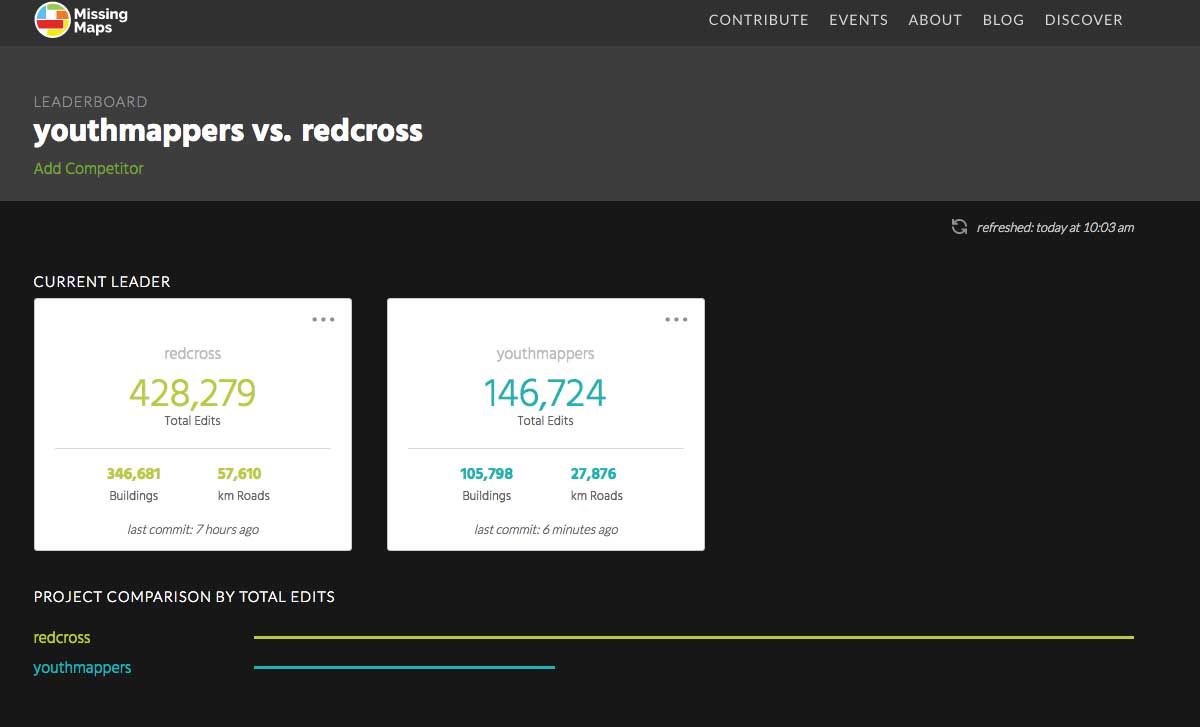 Missing
Maps
CONTRIBUTE EVENTS ABOUT BLOG DISCOVER
LEADERBOARD
youthmappers vs. redcross
Add Competitor
refreshed: today at 10:03 am
CURRENT LEADER
redcross
428,279
Total Edits
346,681 57,610
Buildings km Roads
last commit: 7 hours ago
youthmappers
146,724
Total Edits
105,798 27,876
Buildings km Roads
last commit: 6 minutes ago
PROJECT COMPARISON BY TOTAL EDITS
redcross
youthmappers